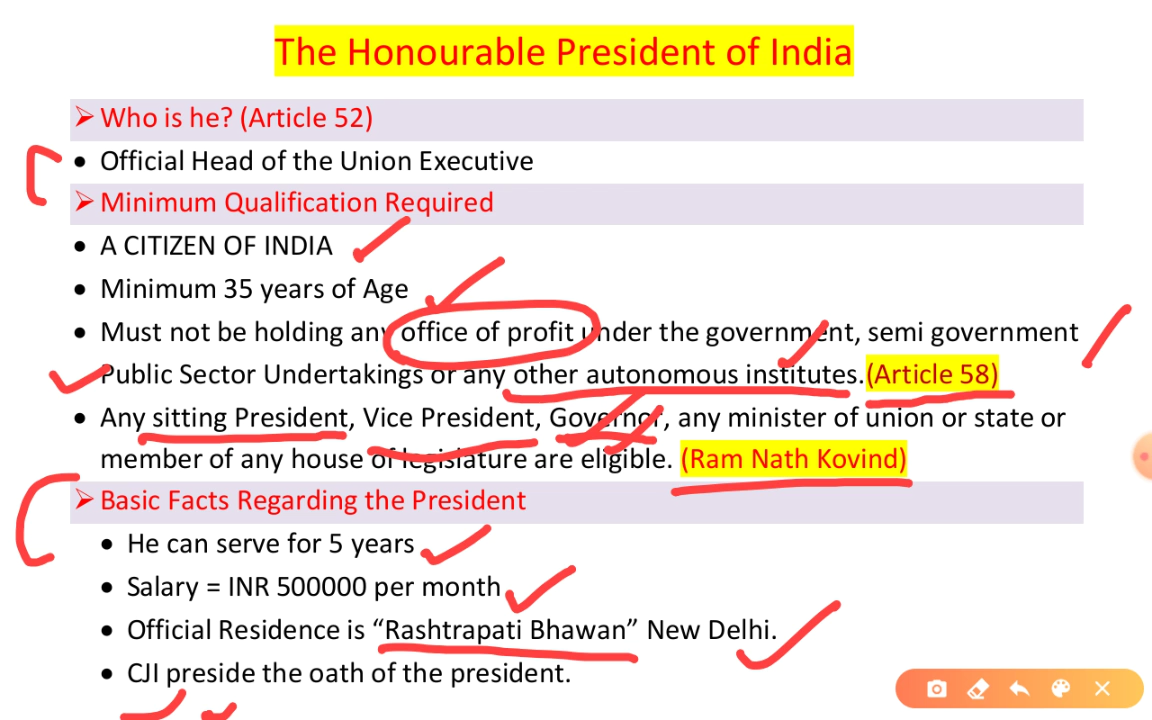 The Honourable President of India
➢ Who is he? (Article 52)
• Official Head of the Union Executive
➢ Minimum Qualification Required
• A CITIZEN OF INDIA
• Minimum 35 years of Age
• Must not be holding any office of profit under the government, semi government
Public Sector Undertakings or any other autonomous institutes.(Article 58)
• Any sitting President, Vice President, Governor, any minister of union or state or
member of any house of legislature are eligible. (Ram Nath Kovind)
➢ Basic Facts Regarding the President
• He can serve for 5 years
• Salary = INR 500000 per month
• Official Residence is “Rashtrapati Bhawan” New Delhi.
• CJI preside the oath of the president.